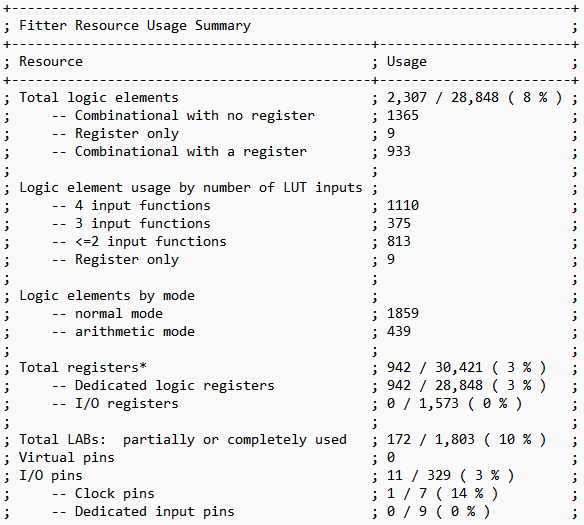 +--------------------------------------------------------------------+
; Fitter Resource Usage Summary ;
+---------------------------------------------+-----------------------+
; Resource ; Usage ;
+---------------------------------------------+-----------------------+
; Total logic elements ; 2,307 / 28,848 ( 8 % ) ;
; -- Combinational with no register ; 1365 ;
; -- Register only ; 9 ;
; -- Combinational with a register ; 933 ;
; ; ;
; Logic element usage by number of LUT inputs ; ;
; -- 4 input functions ; 1110 ;
; -- 3 input functions ; 375 ;
; -- <=2 input functions ; 813 ;
; -- Register only ; 9 ;
; ; ;
; Logic elements by mode ; ;
; -- normal mode ; 1859 ;
; -- arithmetic mode ; 439 ;
; ; ;
; Total registers* ; 942 / 30,421 ( 3 % ) ;
; -- Dedicated logic registers ; 942 / 28,848 ( 3 % ) ;
; -- I/O registers ; 0 / 1,573 ( 0 % ) ;
; ; ;
; Total LABs: partially or completely used ; 172 / 1,803 ( 10 % ) ;
; Virtual pins ; 0 ;
; I/O pins ; 11 / 329 ( 3 % ) ;
; -- Clock pins ; 1 / 7 ( 14 % ) ;
; -- Dedicated input pins ; 0 / 9 ( 0 % ) ;